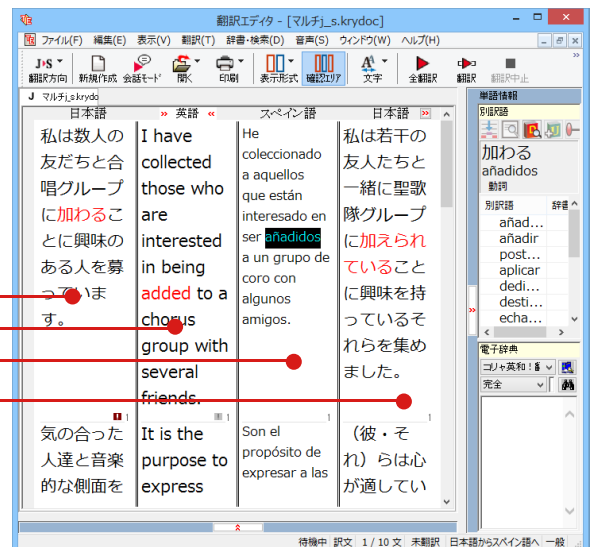 翻訳エディタ - [マルチj_s.krydoc]
ファイル(F) 編集(E) 表示(V) 翻訳(T) 辞書・検索(D) 音声(S) ウィンドウ(W) ヘルプ(H)
J▸S
翻訳方向 新規作成 会話モード 開く 印刷 表示形式 確認エリア 文字 全翻訳 翻訳 翻訳中止
J マルチj_s.krydo
日本語
私は数人の
友だちと合
唱グループ
に加わるこ
とに興味の
ある人を募
っていま
す。
1
気の合った
人達と音楽
的な側面を
» 英語 «
I have
collected
those who
are
interested
in being
added to a
chorus
group with
several
friends.
1
It is the
purpose to
express
スペイン語
He
coleccionado
a aquellos
que están
interesado en
ser añadidos
a un grupo de
coro con
algunos
amigos.
1
Son el
propósito de
expresar a las
日本語 »
私は若干の
友人たちと
一緒に聖歌
隊グループ
に加えられ
ていること
に興味を持
っているそ
れらを集め
ました。
1
（彼・そ
れ）らは心
が適してい
単語情報
別訳語
加わる
añadidos
動詞
別訳語 辞書
añad...
añadir
post...
aplicar
dedi...
desti...
echa...
電子辞典
コリャ英和！
完全
待機中 訳文 1 / 10 文 未翻訳 日本語からスペイン語へ 一般